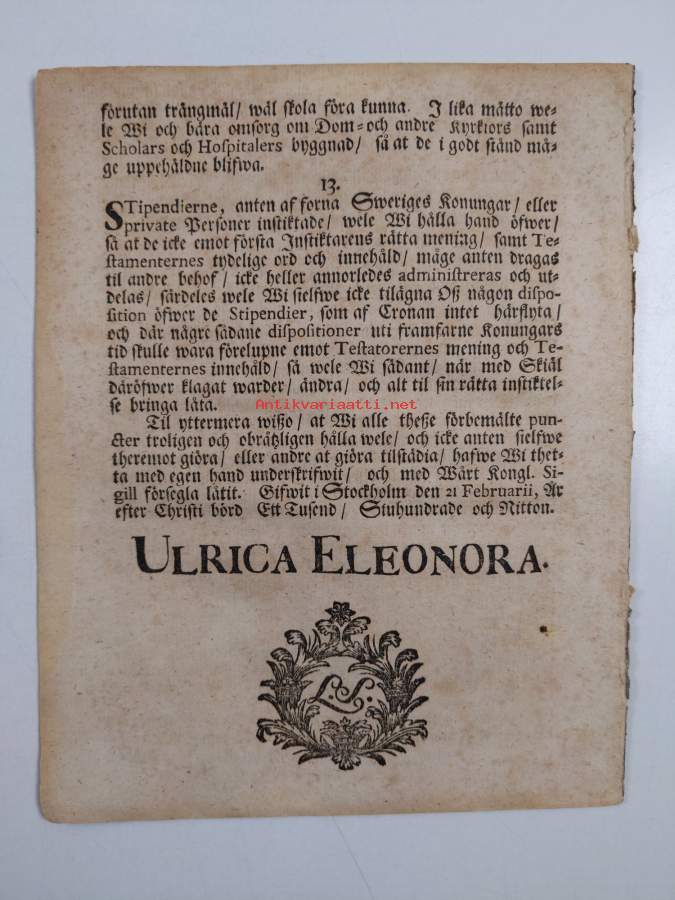 förutan trångmål/ wäl skola föra kunna. J lika måtto we-
le Wi och bära omsorg om Dom- och andre Kyrkiors samt
Scholars och Hospitalers byggnad/ så at de i godt stånd må-
ge uppehåldne blifwa.
13.
STipendierne, anten af forna Sweriges Konungar/ eller
private Personer instiktade/ wele Wi hålla hand öfwer/
så at de icke emot första Instiktarens rätta mening/ samt Te-
stamenternes tydelige ord och innehåld/ måge anten dragas
til andre behof/ icke heller annorledes administreras och ut-
delas/ särdeles wele Wi sielfwe icke tilägna Oß någon dispo-
sition öfwer de Stipendier, som af Cronan intet härflyta/
och där någre sådane dispositioner uti framfarne Konungars
tid skulle wara förelupne emot Testatorernes mening och Te-
stamenternes innehåld/ så wele Wi sådant/ när med Skiäl
däröfwer klagat warder/ ändra/ och alt til sin rätta instiktel-
se bringa låta.
Antikvariaatti.net
Til yttermera wißo/ at Wi alle theße förbemälte pun-
cter troligen och obrätzligen hålla wele/ och icke anten sielfwe
theremot giöra/ eller andre at giöra tilstädia/ hafwe Wi thet-
ta med egen hand underskrifwit/ och med Wårt Kongl. Si-
gill försegla låtit. Gifwit i Stockholm den 21 Februarii, År
efter Christi börd Ett Tusend/ Siuhundrade och Nitton.
ULRICA ELEONORA.
L.S.